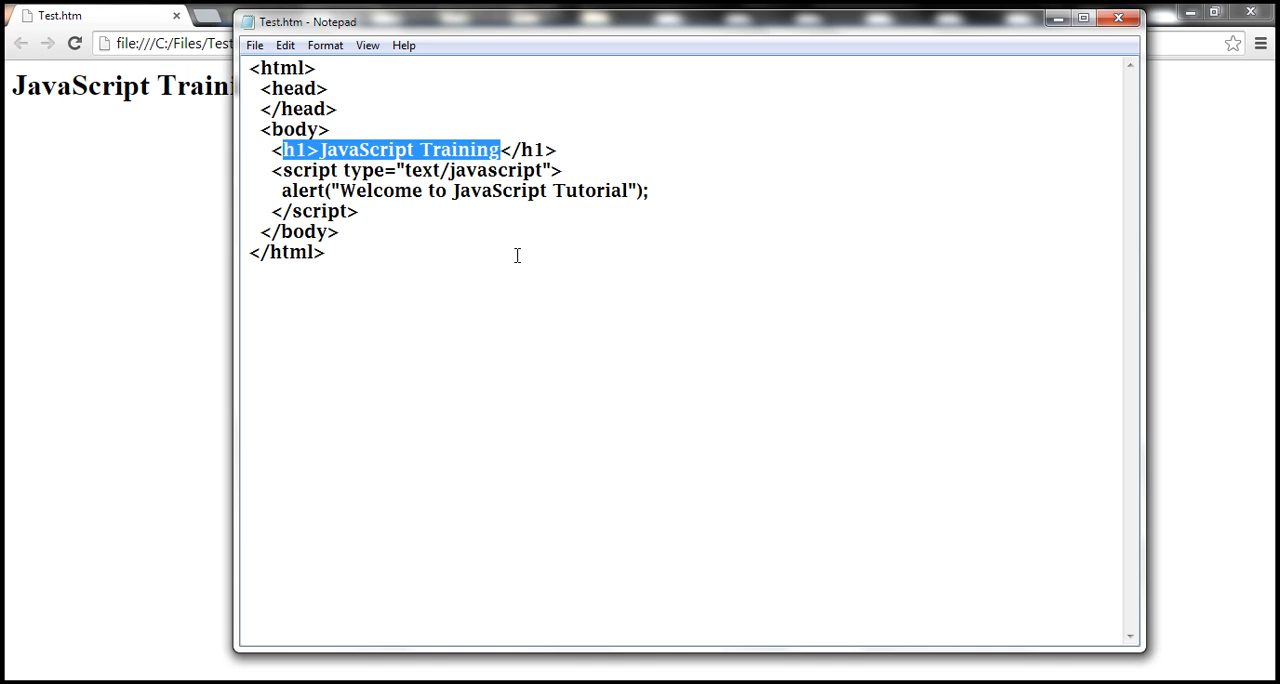 Test.htm
file:///C:/Files/Test
JavaScript Traini
Test.htm - Notepad
File Edit Format View Help
<html>
<head>
</head>
<body>
<h1>JavaScript Training</h1>
<script type="text/javascript">
alert("Welcome to JavaScript Tutorial");
</script>
</body>
</html>